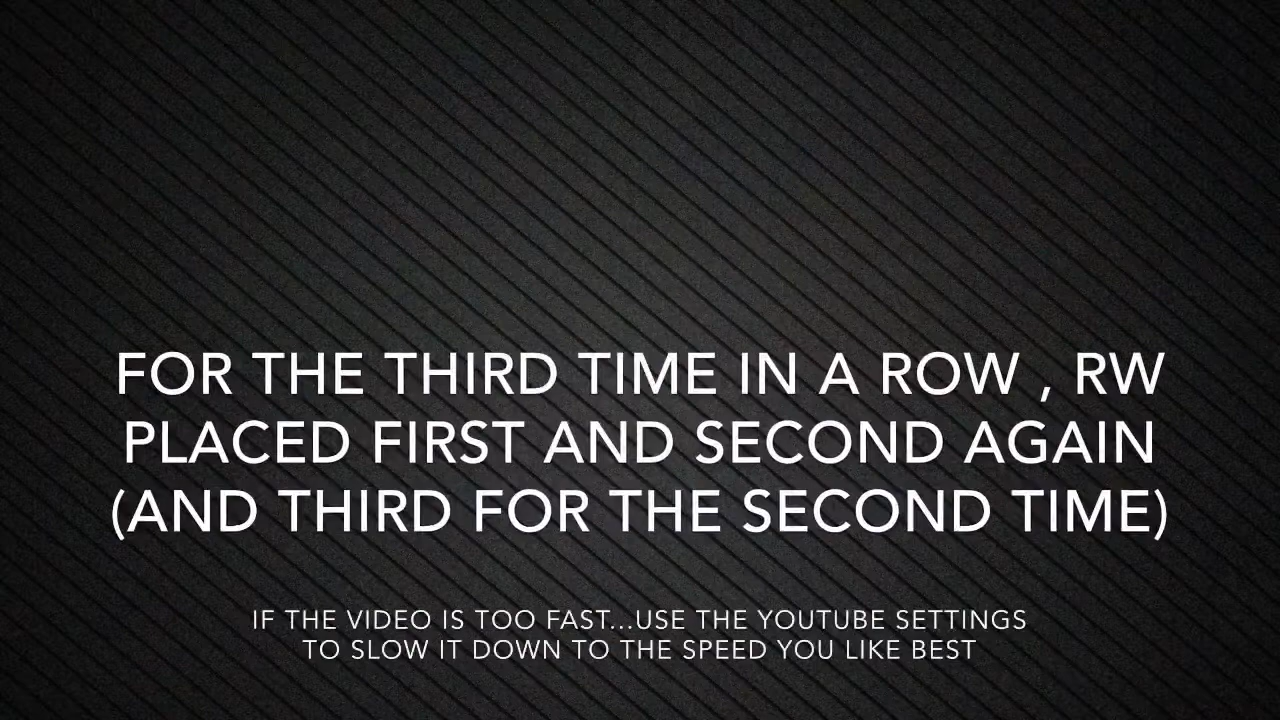 FOR THE THIRD TIME IN A ROW , RW
PLACED FIRST AND SECOND AGAIN
(AND THIRD FOR THE SECOND TIME)
IF THE VIDEO IS TOO FAST...USE THE YOUTUBE SETTINGS
TO SLOW IT DOWN TO THE SPEED YOU LIKE BEST